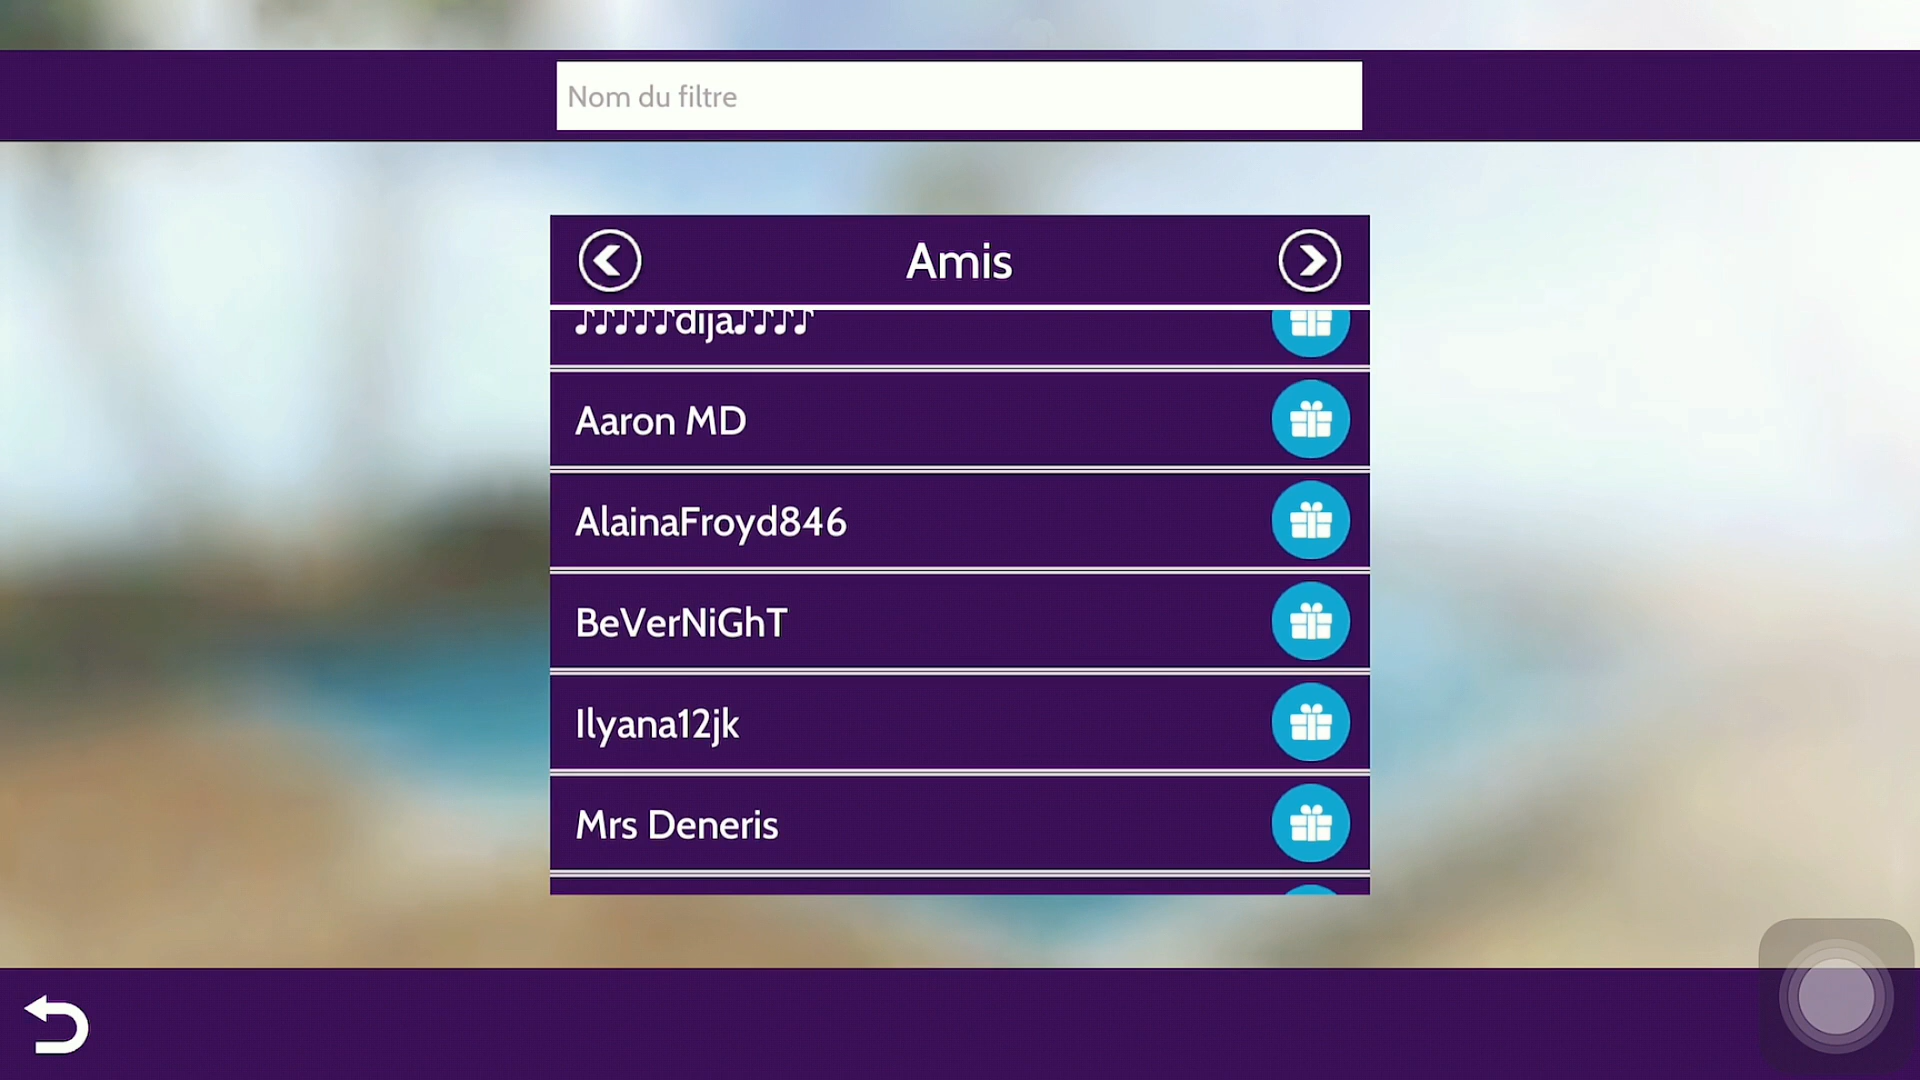 Nom du filtre
Amis
♪♪♪♪♪dija♪♪♪♪
Aaron MD
AlainaFroyd846
BeVerNiGhT
Ilyana12jk
Mrs Deneris